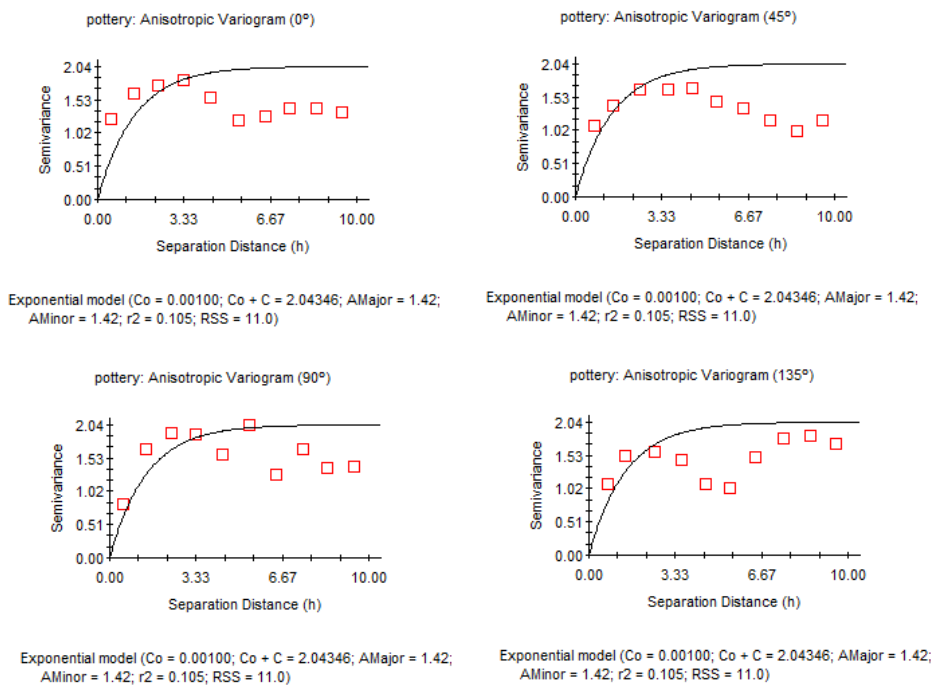 pottery: Anisotropic Variogram (0º)
2.04
1.53
1.02
0.51
0.00
Semivariance
0.00 3.33 6.67 10.00
Separation Distance (h)
Exponential model (Co = 0.00100; Co + C = 2.04346; AMajor = 1.42;
AMinor = 1.42; r2 = 0.105; RSS = 11.0)
pottery: Anisotropic Variogram (45º)
2.04
1.53
1.02
0.51
0.00
Semivariance
0.00 3.33 6.67 10.00
Separation Distance (h)
Exponential model (Co = 0.00100; Co + C = 2.04346; AMajor = 1.42;
AMinor = 1.42; r2 = 0.105; RSS = 11.0)
pottery: Anisotropic Variogram (90º)
2.04
1.53
1.02
0.51
0.00
Semivariance
0.00 3.33 6.67 10.00
Separation Distance (h)
Exponential model (Co = 0.00100; Co + C = 2.04346; AMajor = 1.42;
AMinor = 1.42; r2 = 0.105; RSS = 11.0)
pottery: Anisotropic Variogram (135º)
2.04
1.53
1.02
0.51
0.00
Semivariance
0.00 3.33 6.67 10.00
Separation Distance (h)
Exponential model (Co = 0.00100; Co + C = 2.04346; AMajor = 1.42;
AMinor = 1.42; r2 = 0.105; RSS = 11.0)